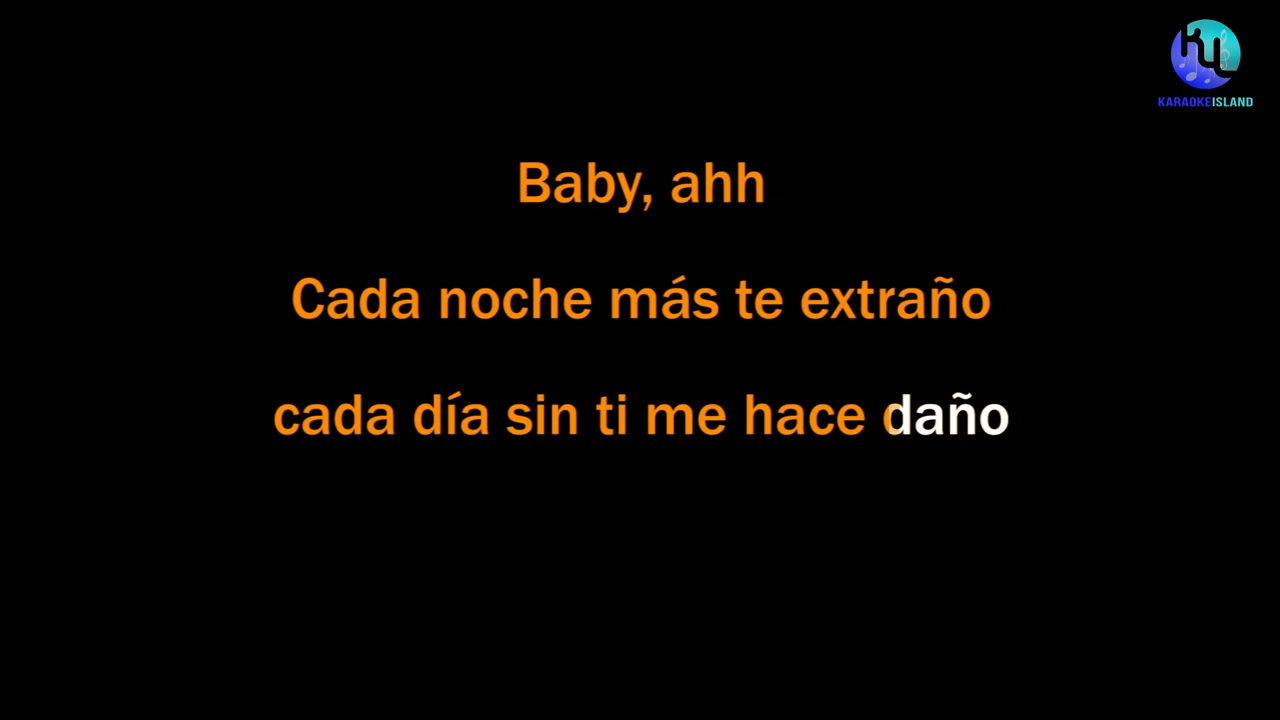 KARAOKEISLAND
Baby, ahh
Cada noche más te extraño
cada día sin ti me hace daño